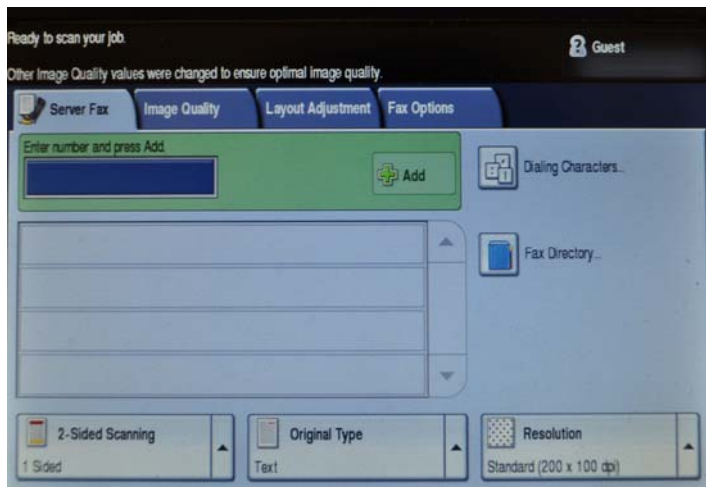 Ready to scan your job.
Guest
Other Image Quality values were changed to ensure optimal image quality.
Server Fax
Image Quality
Layout Adjustment
Fax Options
Enter number and press Add.
Add
Dialing Characters...
Fax Directory...
2-Sided Scanning
1 Sided
Original Type
Text
Resolution
Standard (200 x 100 dpi)